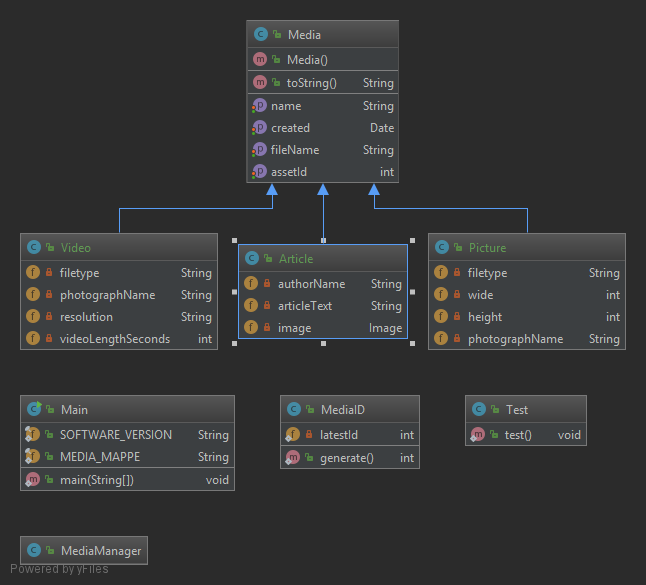 Media
Media()
toString() String
name String
created Date
fileName String
assetId int
Video
filetype String
photographName String
resolution String
videoLengthSeconds int
Article
authorName String
articleText String
image Image
Picture
filetype String
wide int
height int
photographName String
Main
SOFTWARE_VERSION String
MEDIA_MAPPE String
main(String[]) void
MediaID
latestId int
generate() int
Test
test() void
MediaManager
Powered by yFiles